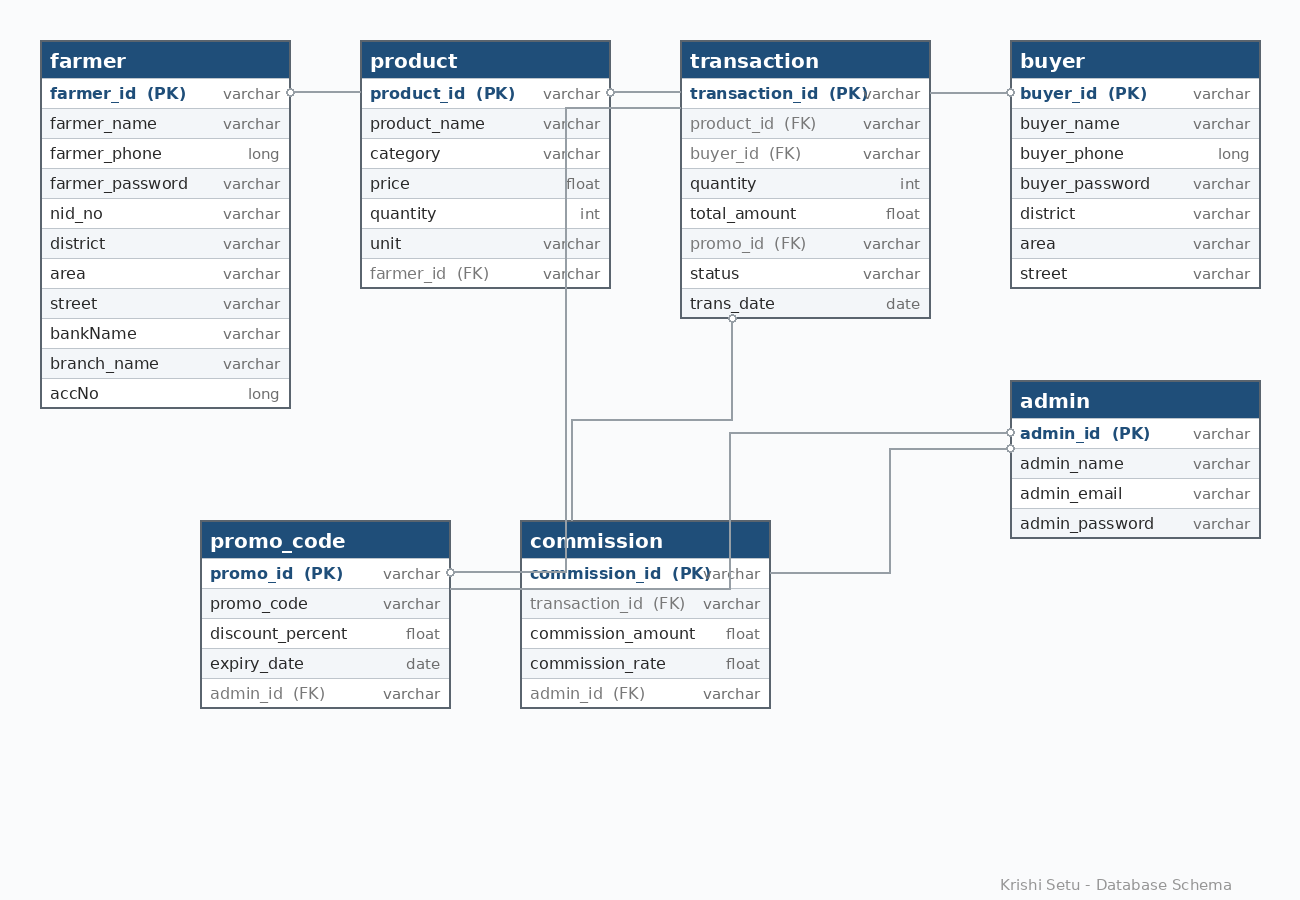 farmer
farmer_id (PK) varchar
farmer_name varchar
farmer_phone long
farmer_password varchar
nid_no varchar
district varchar
area varchar
street varchar
bankName varchar
branch_name varchar
accNo long
product
product_id (PK) varchar
product_name varchar
category varchar
price float
quantity int
unit varchar
farmer_id (FK) varchar
transaction
transaction_id (PK) varchar
product_id (FK) varchar
buyer_id (FK) varchar
quantity int
total_amount float
promo_id (FK) varchar
status varchar
trans_date date
buyer
buyer_id (PK) varchar
buyer_name varchar
buyer_phone long
buyer_password varchar
district varchar
area varchar
street varchar
admin
admin_id (PK) varchar
admin_name varchar
admin_email varchar
admin_password varchar
promo_code
promo_id (PK) varchar
promo_code varchar
discount_percent float
expiry_date date
admin_id (FK) varchar
commission
commission_id (PK) varchar
transaction_id (FK) varchar
commission_amount float
commission_rate float
admin_id (FK) varchar
Krishi Setu - Database Schema